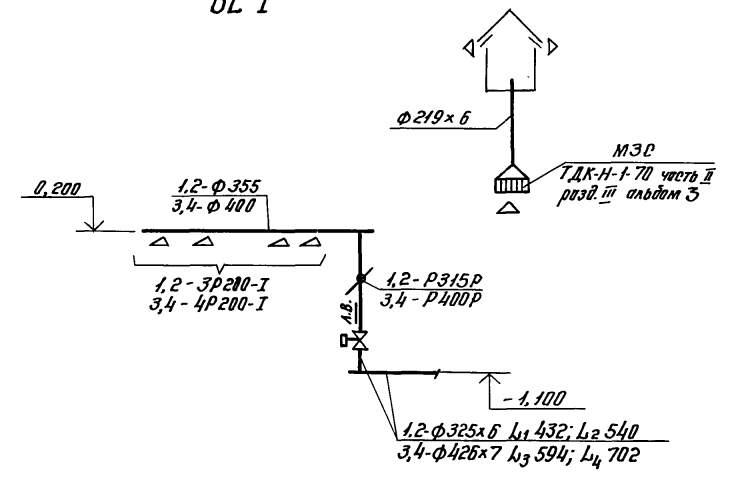 Ф219×6
МЗС
ТДК-Н-1-70 часть II
разд. III альбом 3
0,200
1,2-Ф355
3,4-Ф400
1,2-3Р200-I
3,4-4Р200-I
1,2-Р315Р
3,4-Р400Р
Л.В.
-1,100
1,2-Ф325×6 L1 432; L2 540
3,4-Ф426×7 L3 594; L4 702